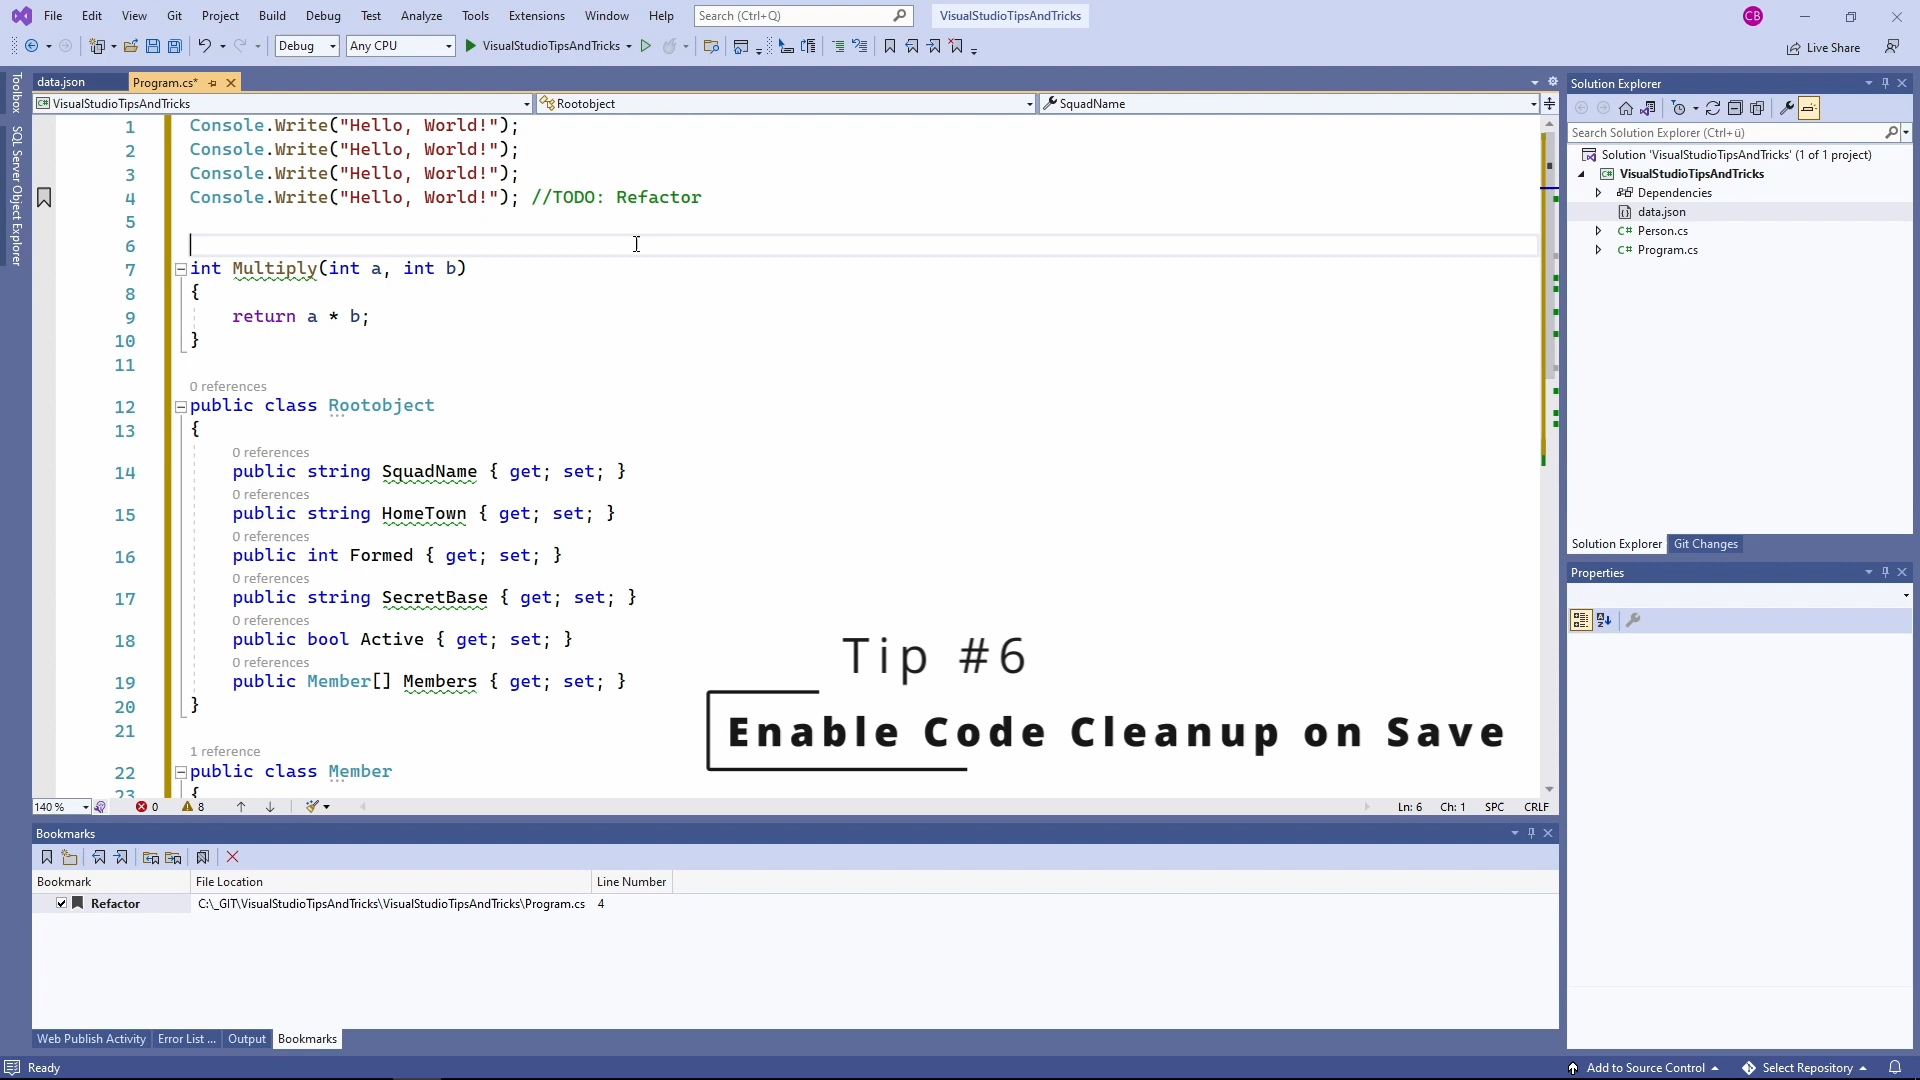 File Edit View Git Project Build Debug Test Analyze Tools Extensions Window Help Search (Ctrl+Q) VisualStudioTipsAndTricks CB
Debug Any CPU VisualStudioTipsAndTricks Live Share
Toolbox
SQL Server Object Explorer
data.json Program.cs*
VisualStudioTipsAndTricks Rootobject SquadName
1 Console.Write("Hello, World!");
2 Console.Write("Hello, World!");
3 Console.Write("Hello, World!");
4 Console.Write("Hello, World!"); //TODO: Refactor
5
6
7 int Multiply(int a, int b)
8 {
9 return a * b;
10 }
11
0 references
12 public class Rootobject
13 {
0 references
14 public string SquadName { get; set; }
0 references
15 public string HomeTown { get; set; }
0 references
16 public int Formed { get; set; }
0 references
17 public string SecretBase { get; set; }
0 references
18 public bool Active { get; set; }
0 references
19 public Member[] Members { get; set; }
20 }
21
1 reference
22 public class Member
23 {
Tip #6
Enable Code Cleanup on Save
140 % 0 8 Ln: 6 Ch: 1 SPC CRLF
Solution Explorer
Search Solution Explorer (Ctrl+ü)
Solution 'VisualStudioTipsAndTricks' (1 of 1 project)
VisualStudioTipsAndTricks
Dependencies
data.json
C# Person.cs
C# Program.cs
Solution Explorer Git Changes
Properties
Bookmarks
Bookmark File Location Line Number
Refactor C:\_GIT\VisualStudioTipsAndTricks\VisualStudioTipsAndTricks\Program.cs 4
Web Publish Activity Error List ... Output Bookmarks
Ready Add to Source Control Select Repository